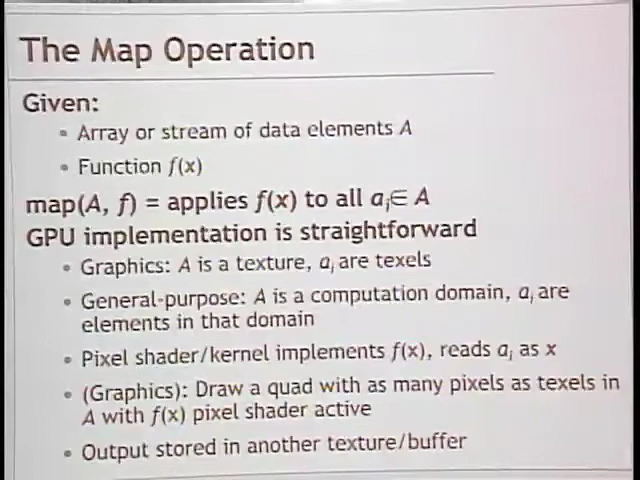 The Map Operation
Given:
• Array or stream of data elements A
• Function f(x)
map(A, f) = applies f(x) to all aᵢ∈ A
GPU implementation is straightforward
• Graphics: A is a texture, aᵢ are texels
• General-purpose: A is a computation domain, aᵢ are
elements in that domain
• Pixel shader/kernel implements f(x), reads aᵢ as x
• (Graphics): Draw a quad with as many pixels as texels in
A with f(x) pixel shader active
• Output stored in another texture/buffer